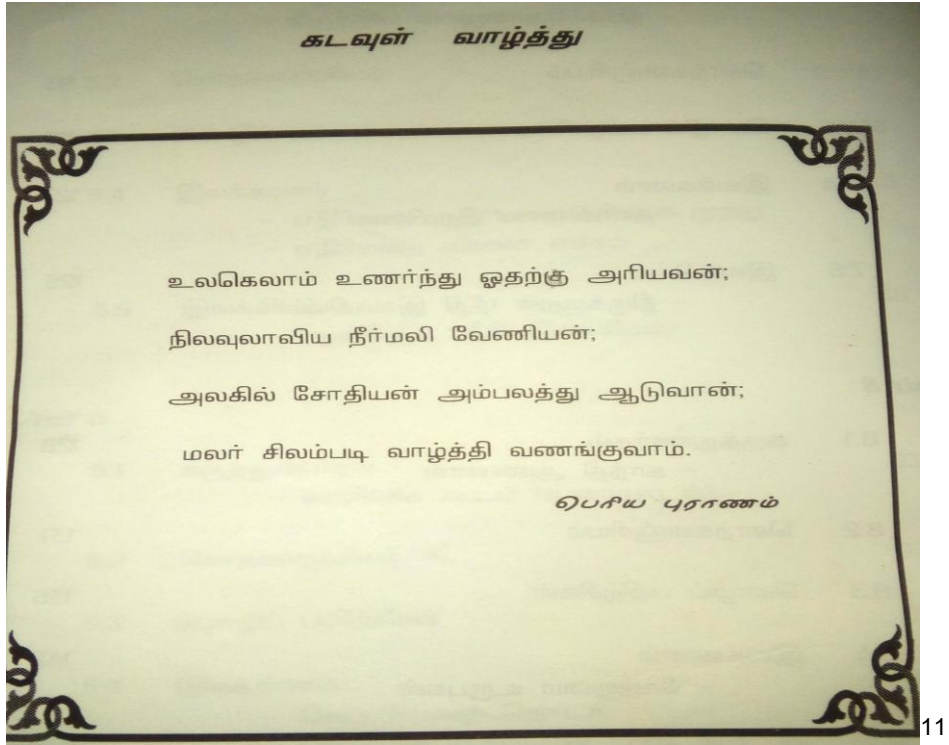 கடவுள் வாழ்த்து
உலகெலாம் உணர்ந்து ஓதற்கு அரியவன்;
நிலவுலாவிய நீர்மலி வேணியன்;
அலகில் சோதியன் அம்பலத்து ஆடுவான்;
மலர் சிலம்படி வாழ்த்தி வணங்குவாம்.
பெரிய புராணம்
11